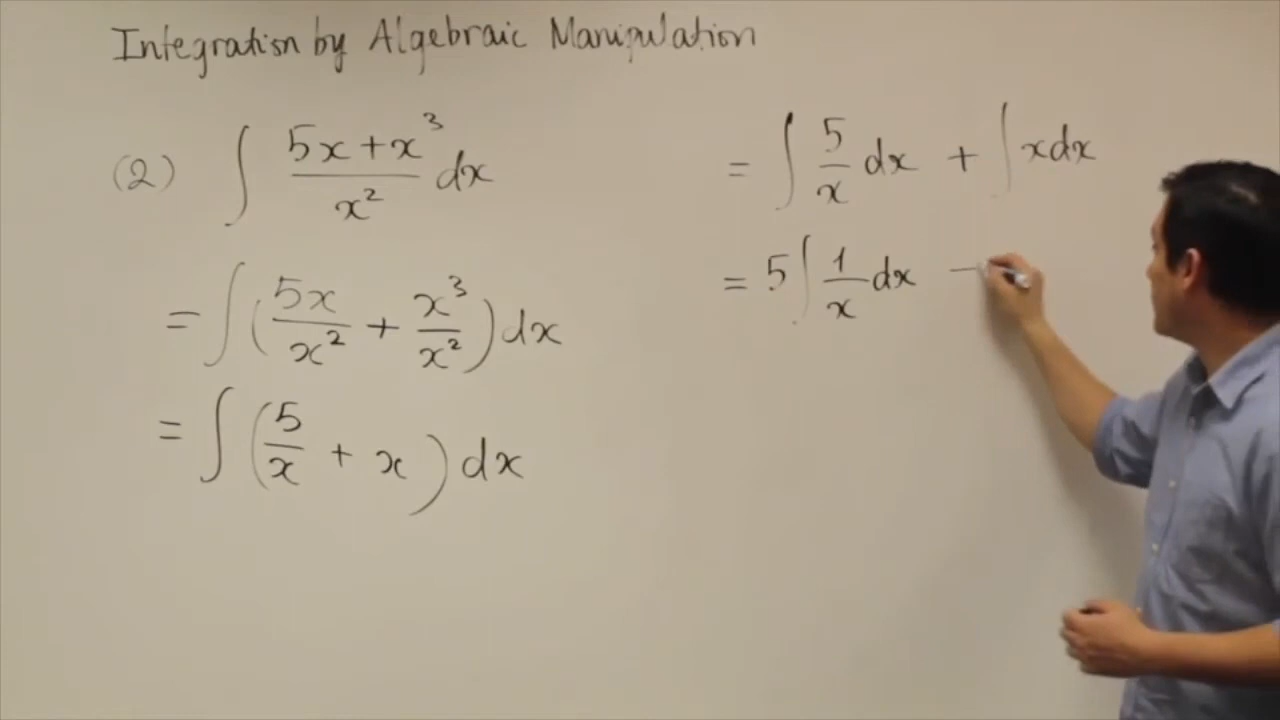 Integration by Algebraic Manipulation
(2) ∫ (5x+x³)/x² dx
= ∫ (5x/x² + x³/x²) dx
= ∫ (5/x + x) dx
= ∫ 5/x dx + ∫ x dx
= 5 ∫ 1/x dx −